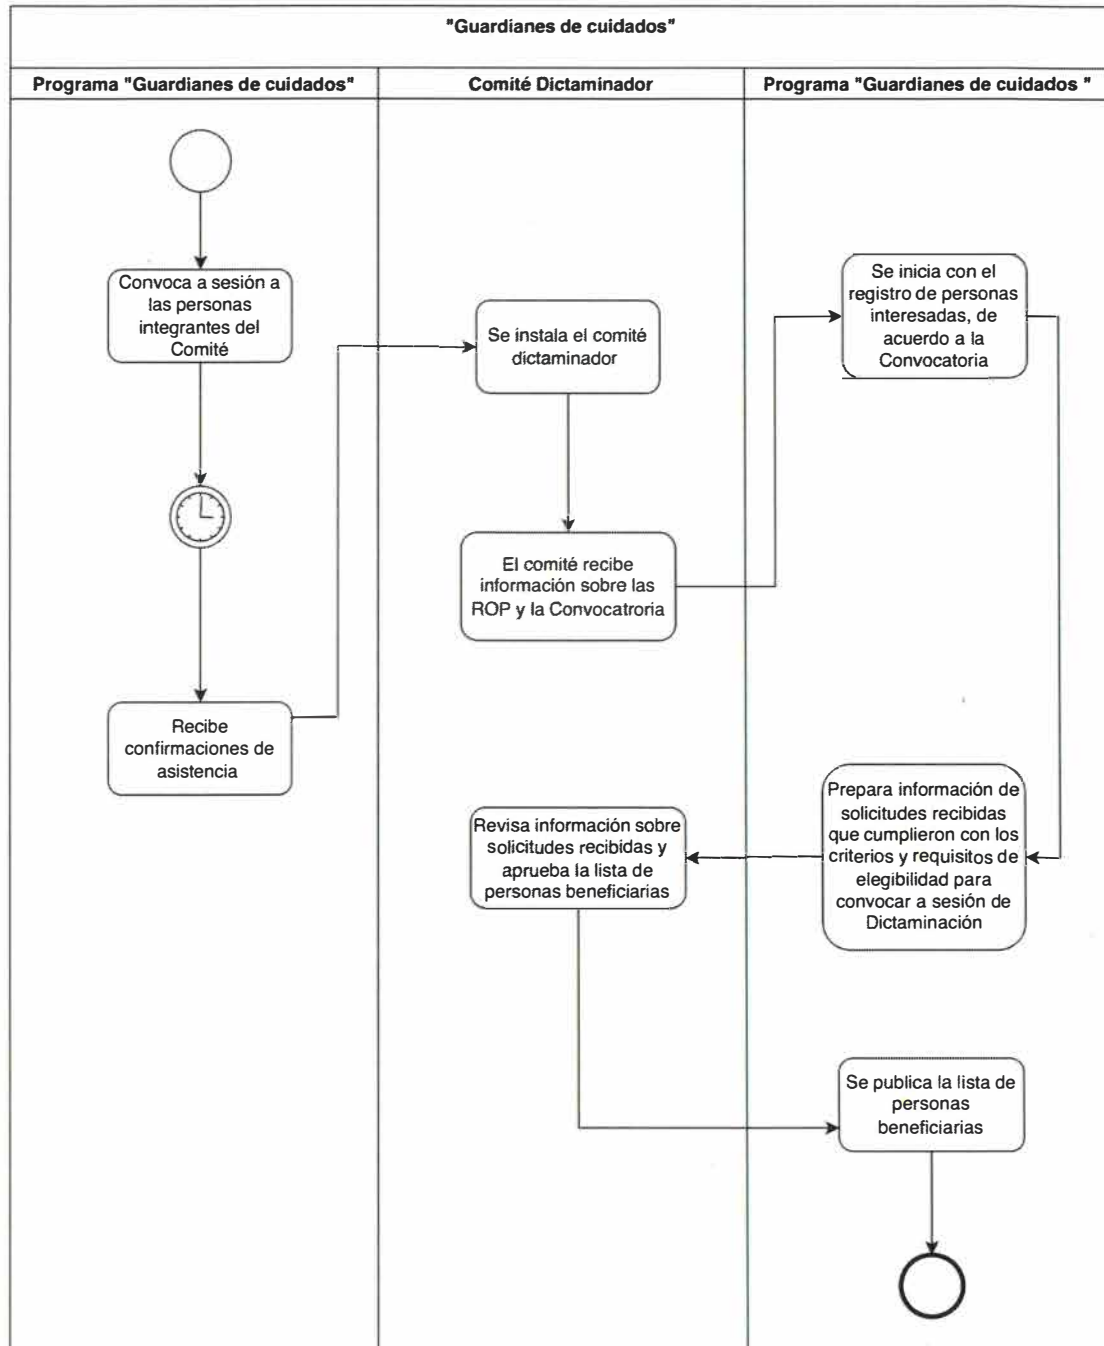 "Guardianes de cuidados"
Programa "Guardianes de cuidados"
Comité Dictaminador
Programa "Guardianes de cuidados "
Convoca a sesión a
las personas
integrantes del
Comité
Recibe
confirmaciones de
asistencia
Se instala el comité
dictaminador
El comité recibe
información sobre las
ROP y la Convocatroria
Se inicia con el
registro de personas
interesadas, de
acuerdo a la
Convocatoria
Prepara información de
solicitudes recibidas
que cumplieron con los
criterios y requisitos de
elegibilidad para
convocar a sesión de
Dictaminación
Revisa información sobre
solicitudes recibidas y
aprueba la lista de
personas beneficiarias
Se publica la lista de
personas
beneficiarias